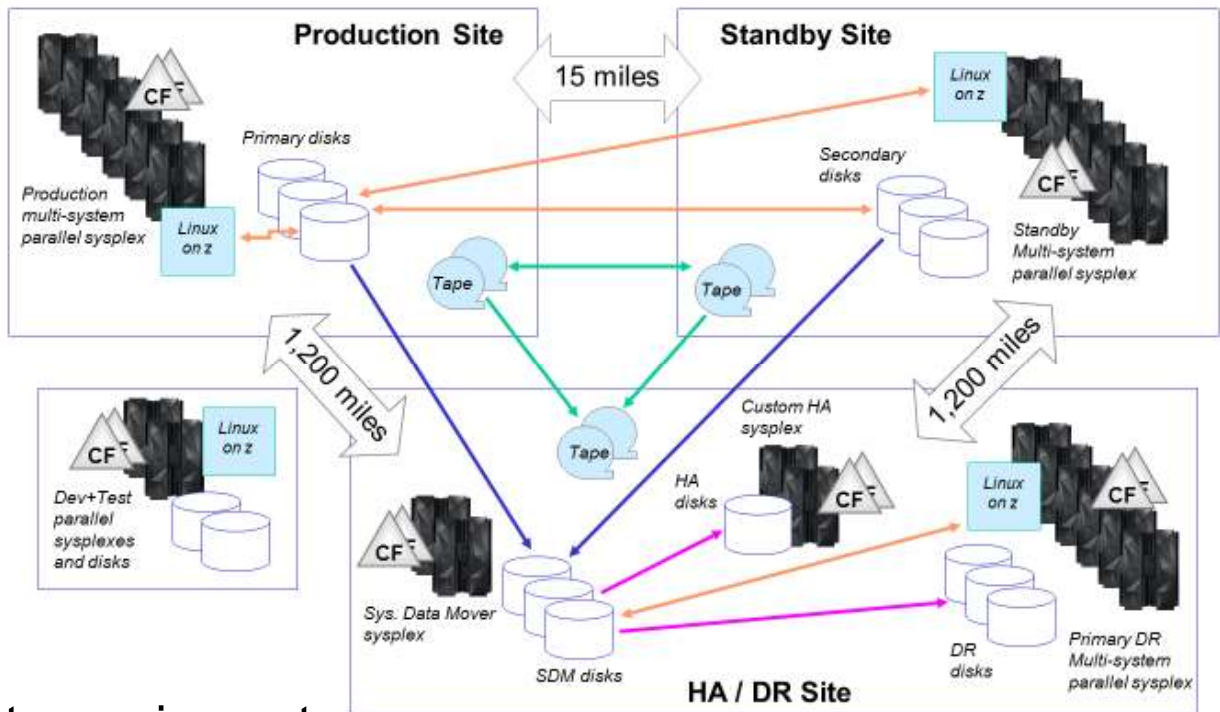 Production Site
Standby Site
15 miles
CF
F
Primary disks
Production
multi-system
parallel sysplex
Linux
on z
Linux
on z
Secondary
disks
CF
F
Standby
Multi-system
parallel sysplex
Tape
Tape
1,200 miles
1,200 miles
CF
F
Linux
on z
Dev+Test
parallel
sysplexes
and disks
Tape
Custom HA
sysplex
HA
disks
CF
F
Linux
on z
CF
F
CF
F
Sys. Data Mover
sysplex
SDM disks
DR
disks
Primary DR
Multi-system
parallel sysplex
HA / DR Site